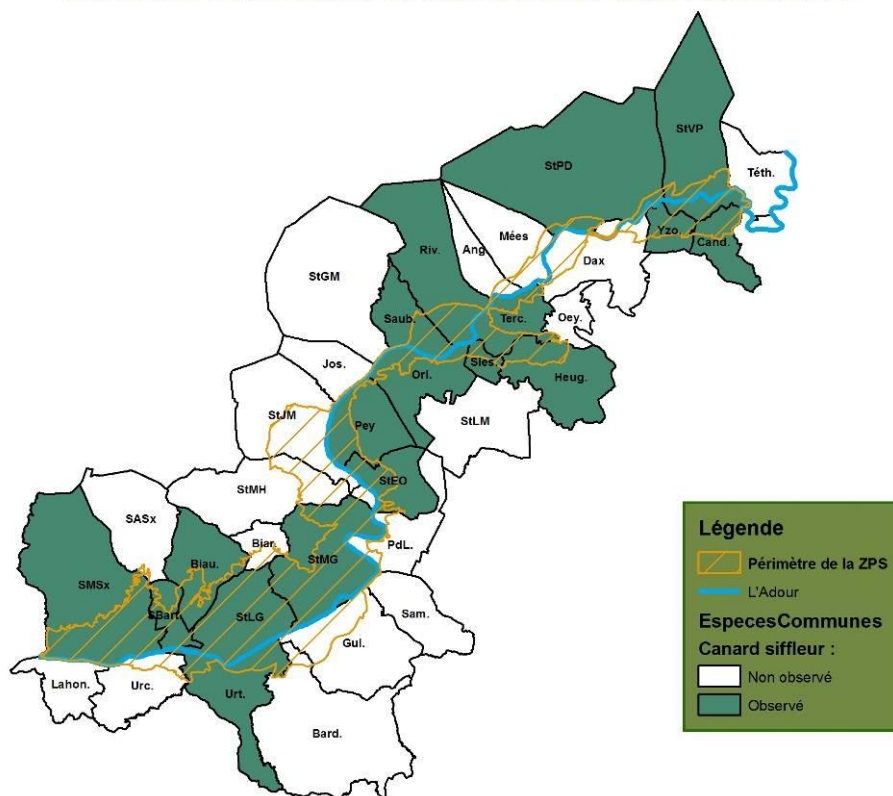 StVP
Téth.
StPD
Yzo.
Cand.
Mées
Ang
Dax
Riv.
StGM
Saub.
Terc.
Oey.
Jos.
Sles.
Orl.
Heug.
StJM
Pey
StLM
StEO
StMH
SASx
Biar.
PdL.
Biau.
StMG
SMSx
SBart.
StLG
Sam.
Gul.
Lahon.
Urc.
Urt.
Bard.
Légende
Périmètre de la ZPS
L'Adour
EspecesCommunes
Canard siffleur :
Non observé
Observé